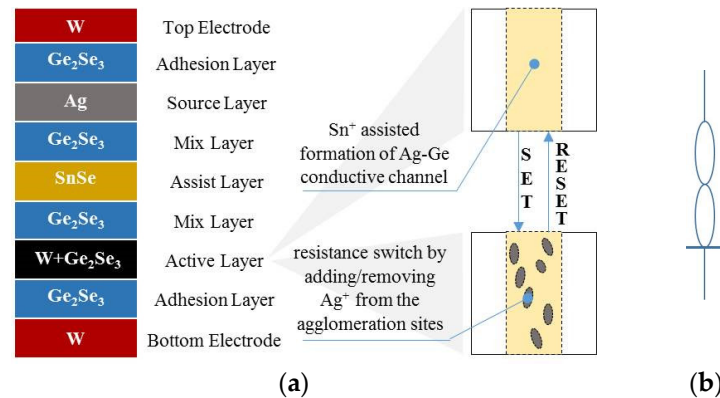 W Top Electrode
Ge₂Se₃ Adhesion Layer
Ag Source Layer
Ge₂Se₃ Mix Layer
SnSe Assist Layer
Ge₂Se₃ Mix Layer
W+Ge₂Se₃ Active Layer
Ge₂Se₃ Adhesion Layer
W Bottom Electrode
Sn⁺ assisted
formation of Ag-Ge
conductive channel
SET
RESET
resistance switch by
adding/removing
Ag⁺ from the
agglomeration sites
(a)
(b)